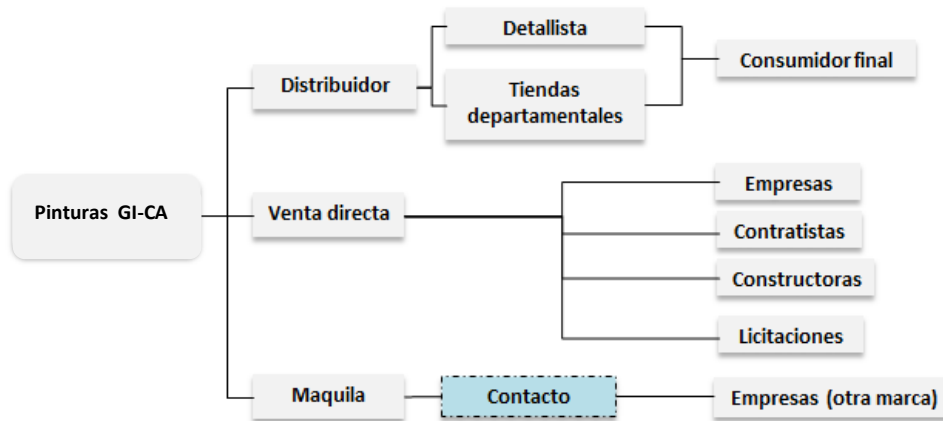 Detallista
Consumidor final
Distribuidor
Tiendas
departamentales
Empresas
Pinturas GI-CA
Venta directa
Contratistas
Constructoras
Licitaciones
Maquila
Contacto
Empresas (otra marca)